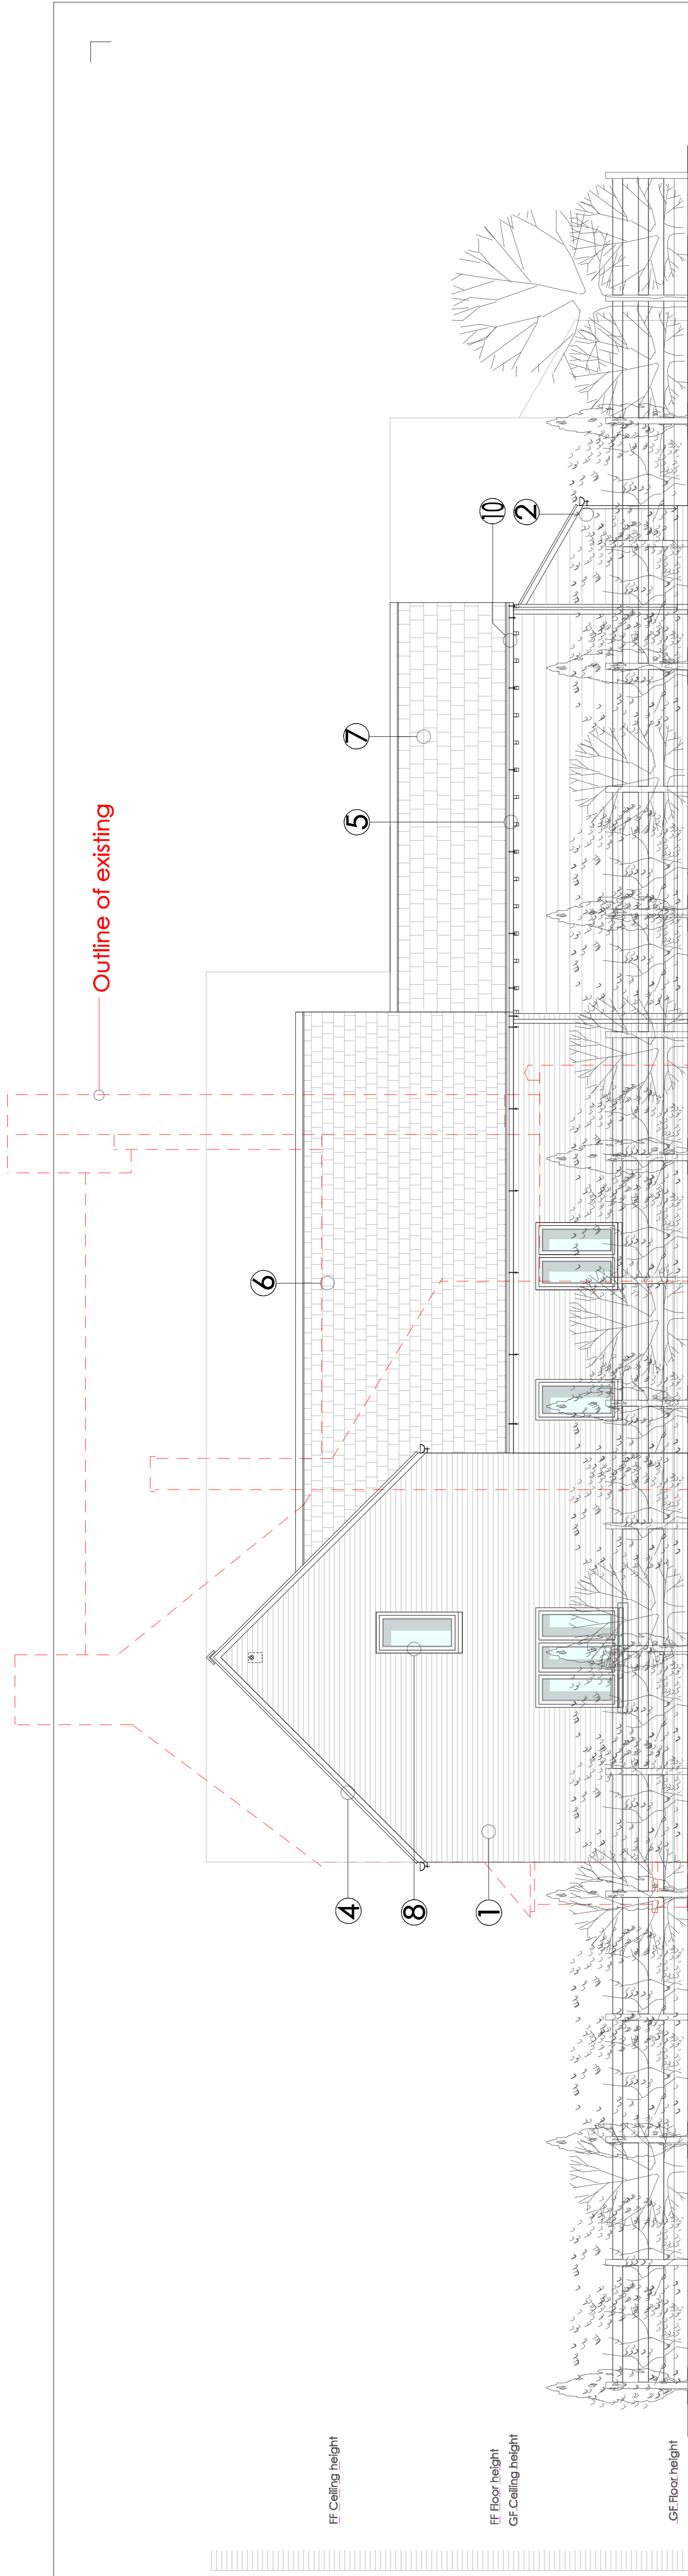 Outline of existing
10
2
7
5
6
4
8
1
FF Ceiling height
FF Floor height
GF Ceiling height
GF Floor height